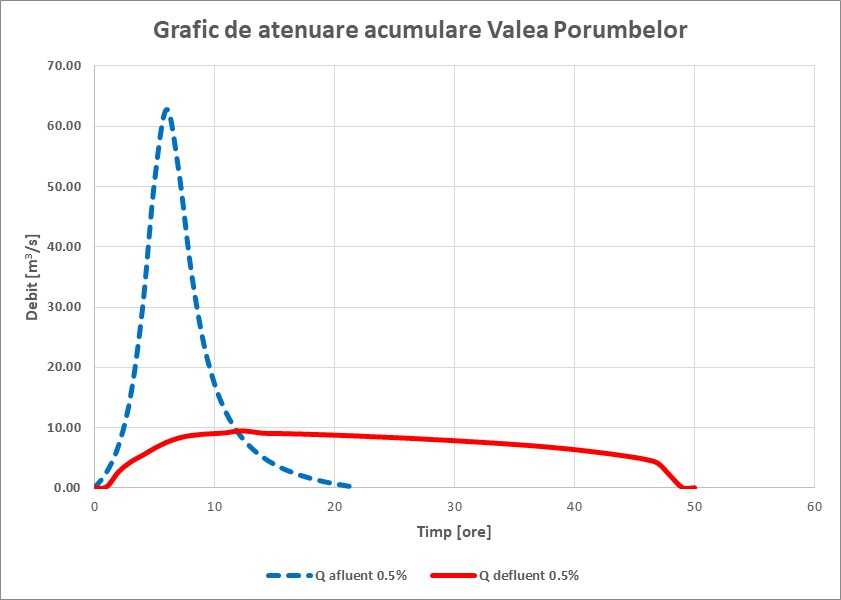 Grafic de atenuare acumulare Valea Porumbelor
70.00
60.00
50.00
40.00
30.00
20.00
10.00
0.00
Debit [m³/s]
0 10 20 30 40 50 60
Timp [ore]
Q afluent 0.5% Q defluent 0.5%